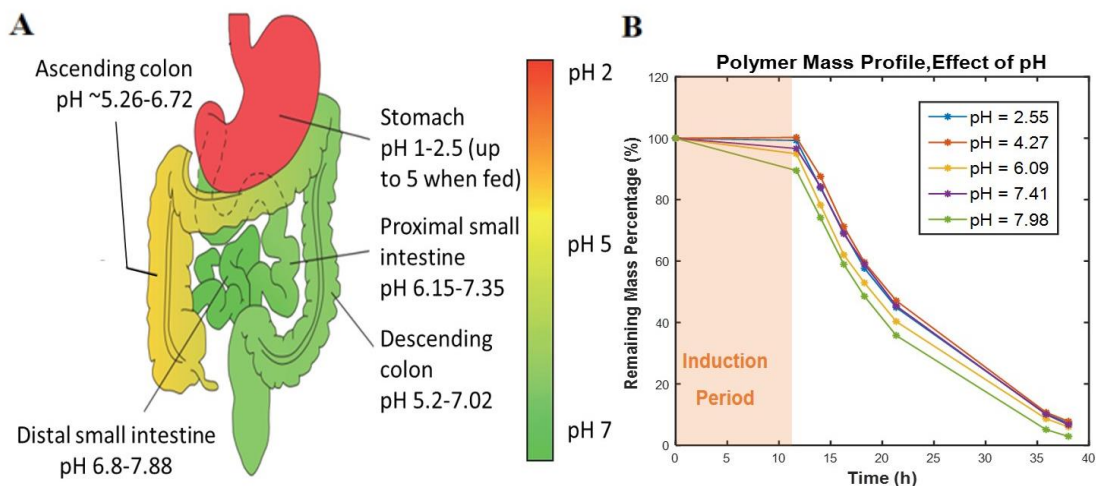 A
Ascending colon
pH ~5.26-6.72
Stomach
pH 1-2.5 (up
to 5 when fed)
Proximal small
intestine
pH 6.15-7.35
Descending
colon
pH 5.2-7.02
Distal small intestine
pH 6.8-7.88
pH 2
pH 5
pH 7
B
Polymer Mass Profile,Effect of pH
Remaining Mass Percentage (%)
120
100
80
60
40
20
0
pH = 2.55
pH = 4.27
pH = 6.09
pH = 7.41
pH = 7.98
Induction
Period
0 5 10 15 20 25 30 35 40
Time (h)